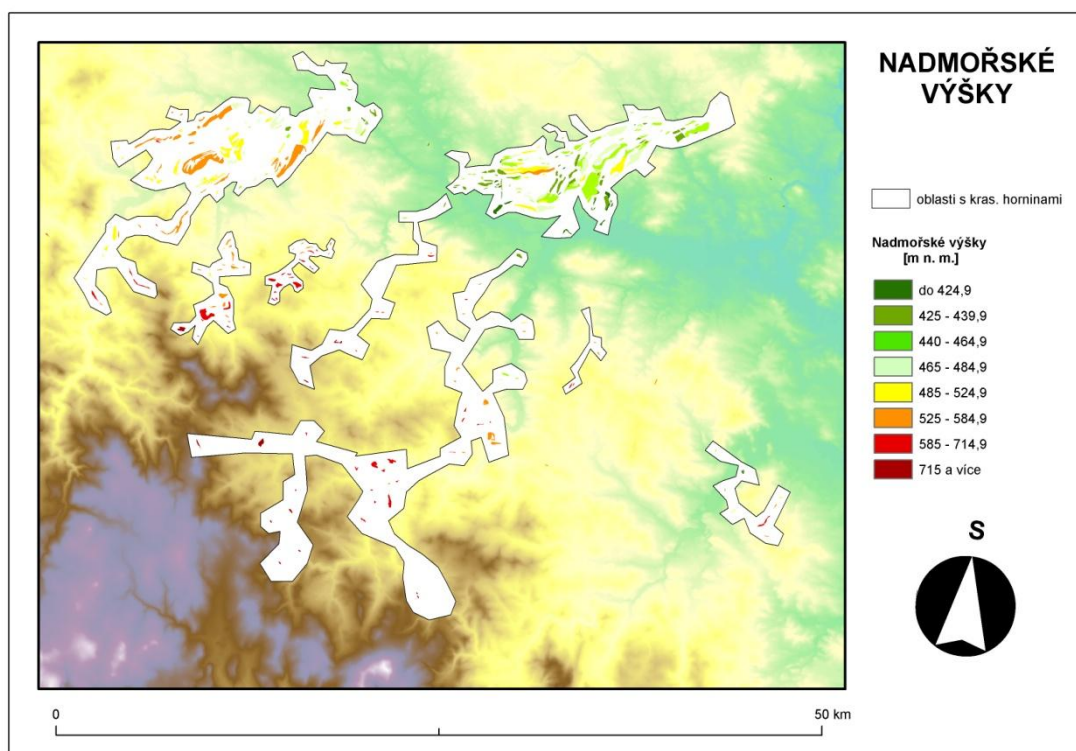 NADMOŘSKÉ
VÝŠKY
oblasti s kras. horninami
Nadmořské výšky
[m n. m.]
do 424,9
425 - 439,9
440 - 464,9
465 - 484,9
485 - 524,9
525 - 584,9
585 - 714,9
715 a více
S
0
50 km